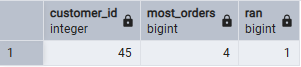 customer_id most_orders ran
integer bigint bigint
1 45 4 1